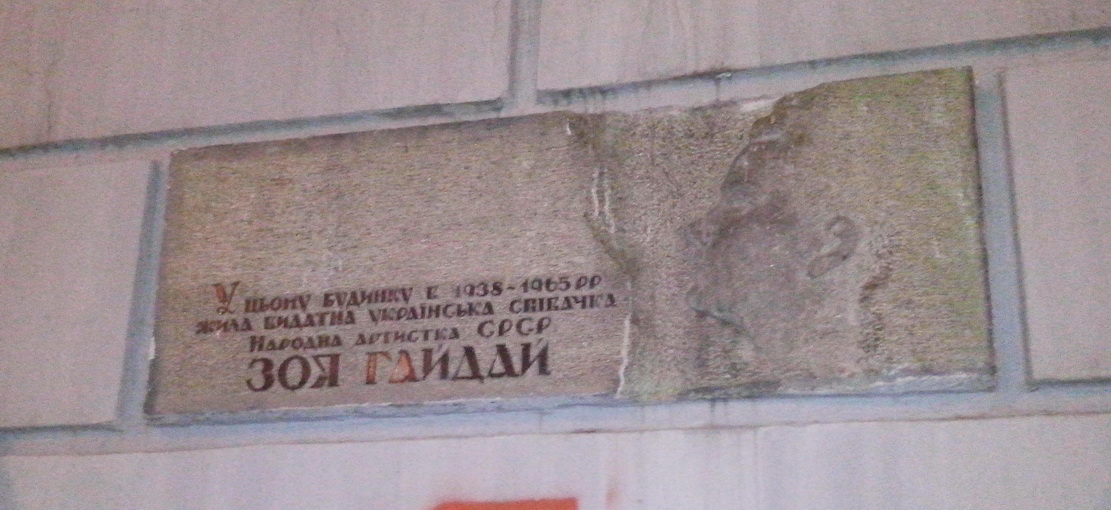 У цьому будинку в 1938-1965 рр
жила видатна українська співачка
Народна артистка СРСР
ЗОЯ ГАЙДАЙ